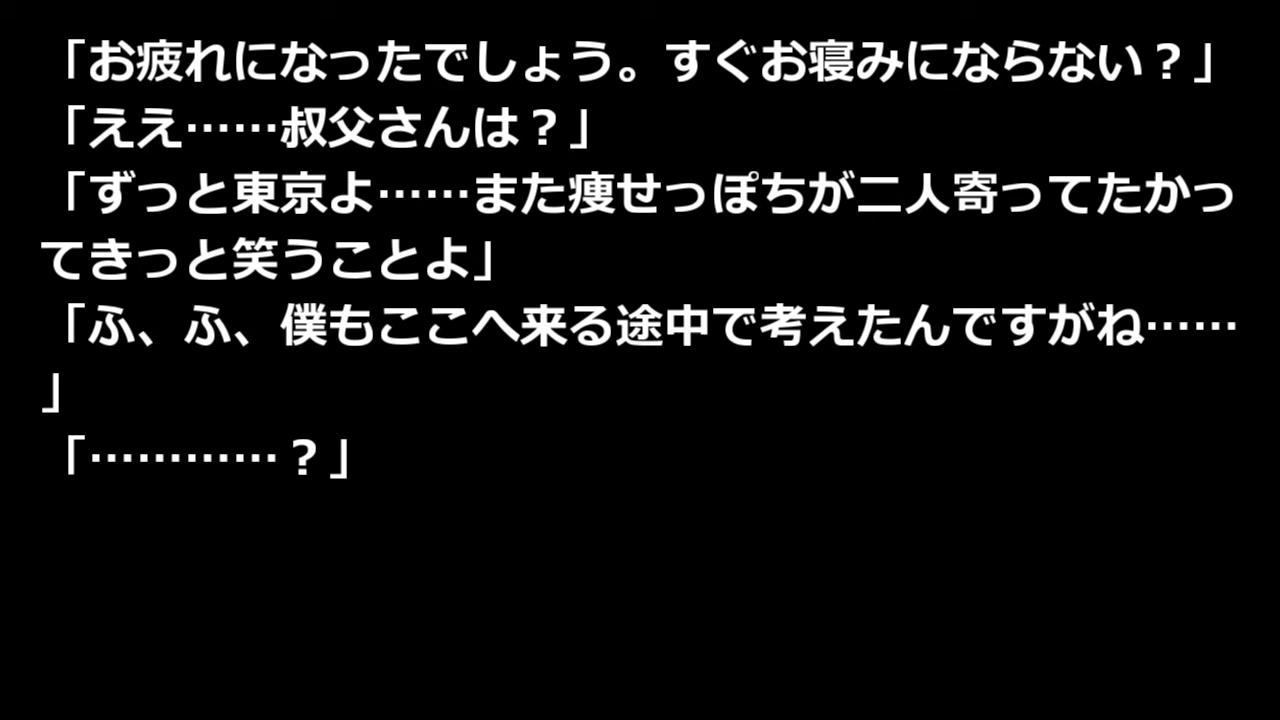 「お疲れになったでしょう。すぐお寝みにならない？」
「ええ……叔父さんは？」
「ずっと東京よ……また痩せっぽちが二人寄ってたかっ
てきっと笑うことよ」
「ふ、ふ、僕もここへ来る途中で考えたんですがね……
」
「…………？」